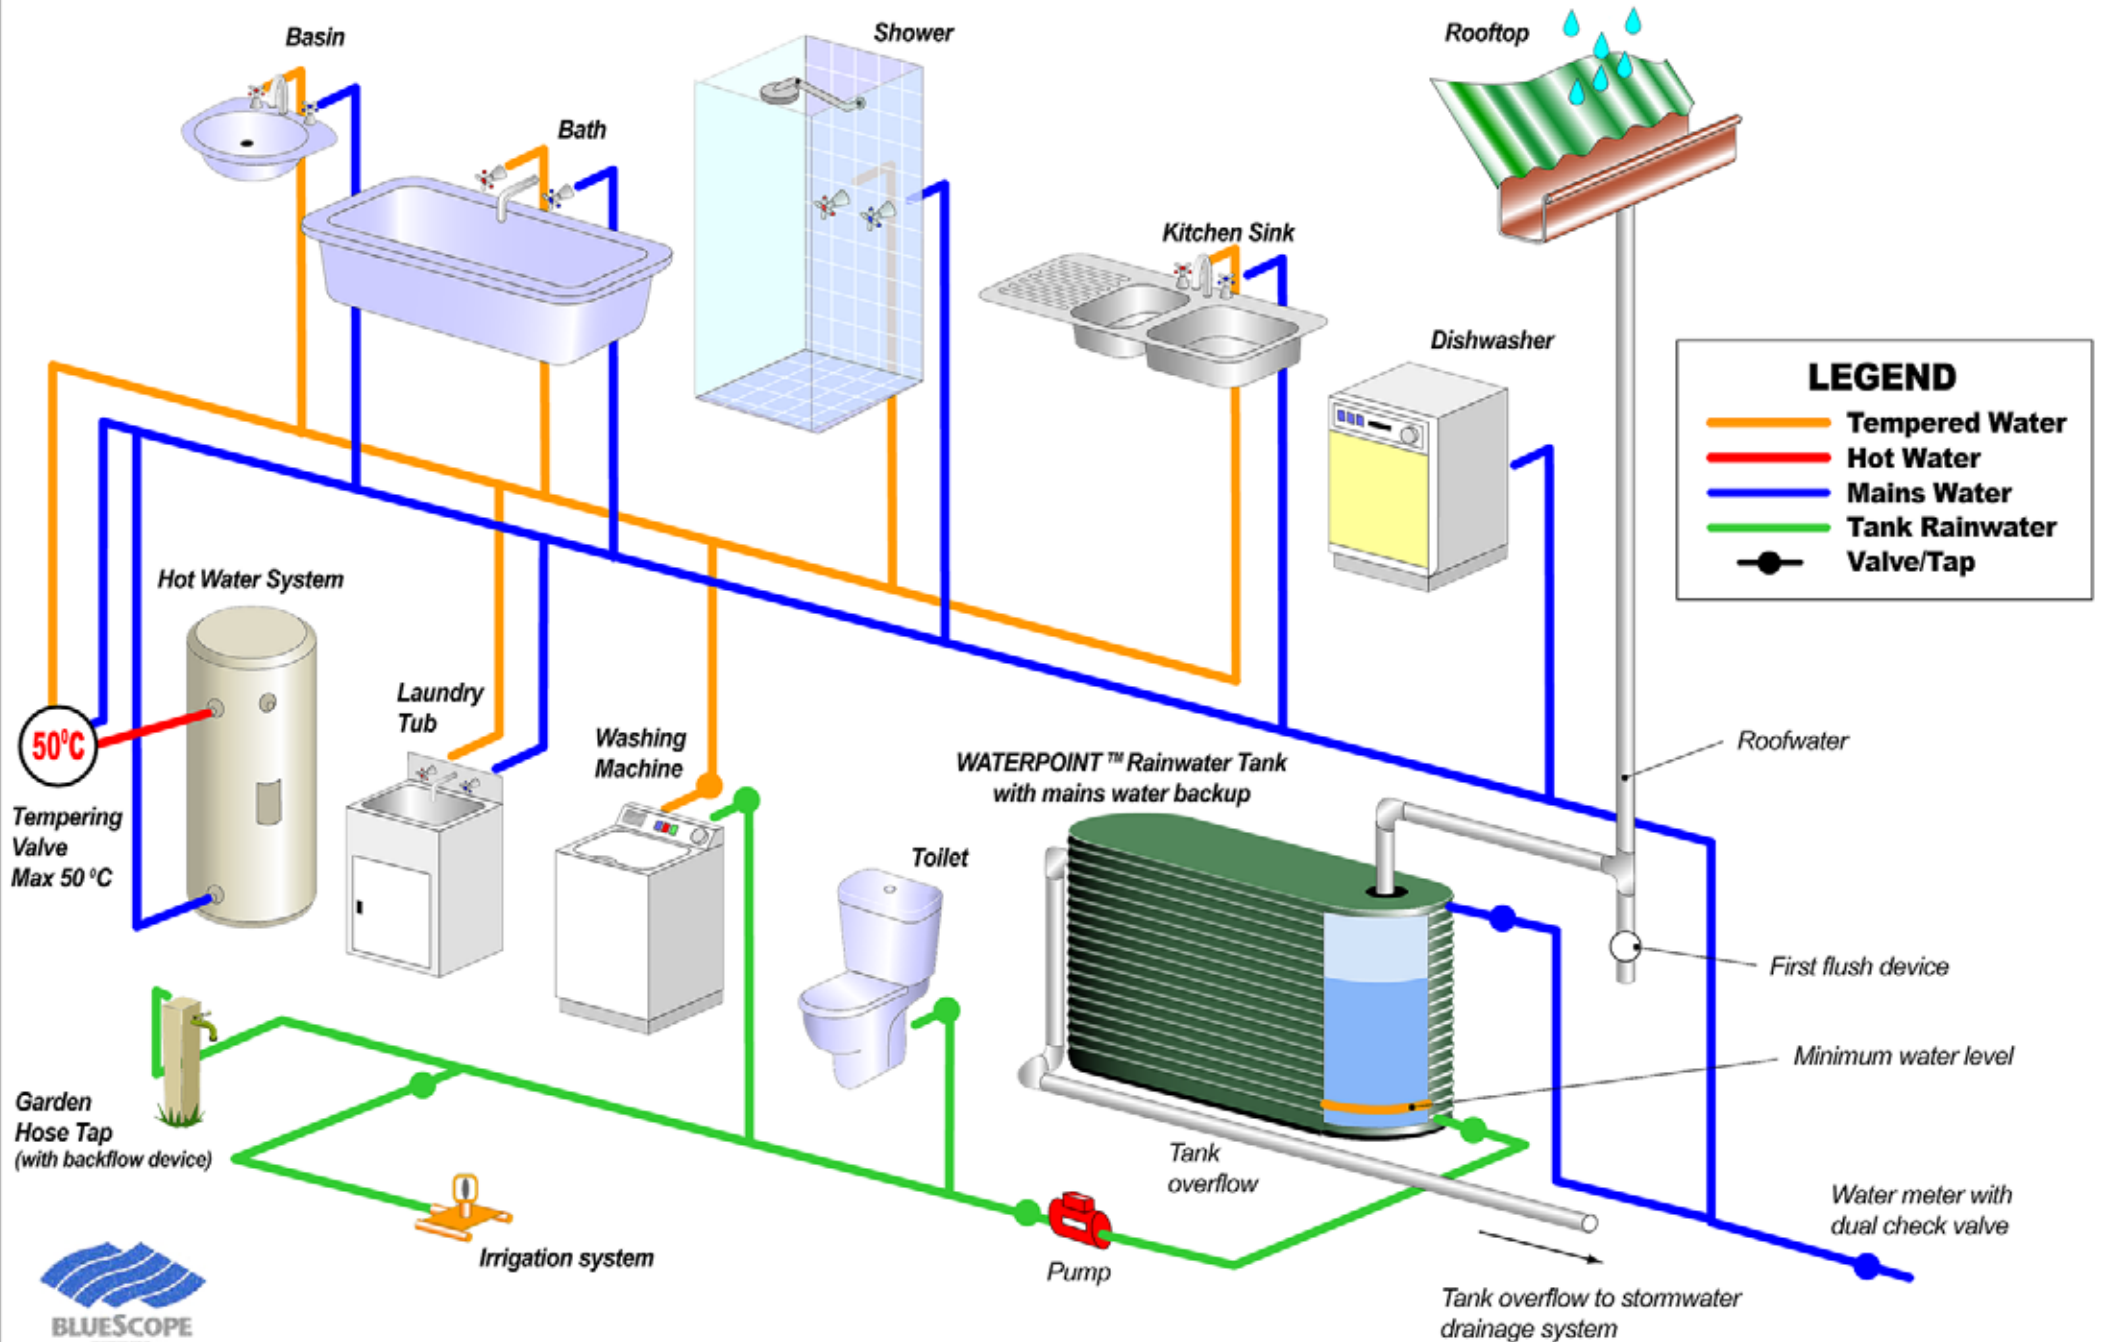 Basin
Shower
Rooftop
Bath
Kitchen Sink
Dishwasher
LEGEND
Tempered Water
Hot Water
Mains Water
Tank Rainwater
Valve/Tap
Hot Water System
Laundry
Tub
50⁰C
Washing
Machine
WATERPOINT ™ Rainwater Tank
with mains water backup
Roofwater
Tempering
Valve
Max 50 ⁰C
Toilet
First flush device
Minimum water level
Garden
Hose Tap
(with backflow device)
Tank
overflow
Water meter with
dual check valve
Irrigation system
Pump
Tank overflow to stormwater
drainage system
BLUESCOPE